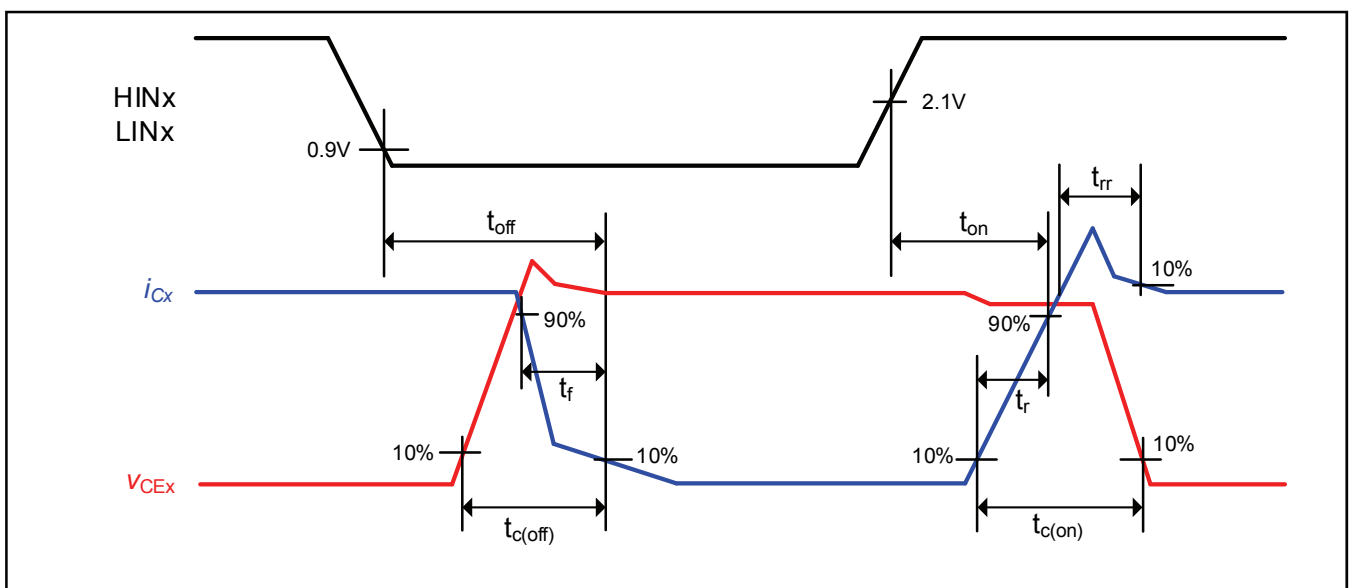 HINx
LINx
0.9V
2.1V
trr
toff
ton
iCx
10%
90%
90%
tf
tr
10%
10%
10%
10%
vCEx
tc(off)
tc(on)